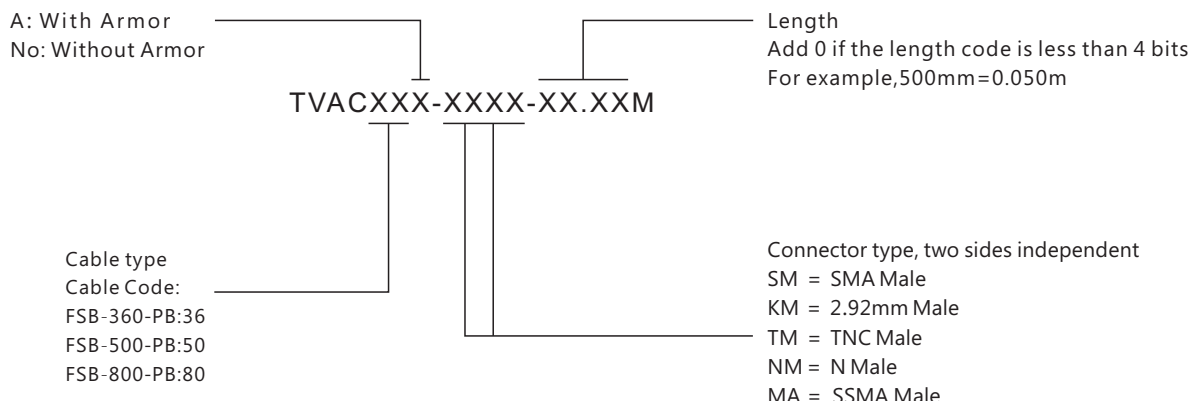 A: With Armor
No: Without Armor
Length
Add 0 if the length code is less than 4 bits
For example,500mm=0.050m
TVACXXX-XXXX-XX.XXM
Cable type
Cable Code:
FSB-360-PB:36
FSB-500-PB:50
FSB-800-PB:80
Connector type, two sides independent
SM = SMA Male
KM = 2.92mm Male
TM = TNC Male
NM = N Male
MA = SSMA Male